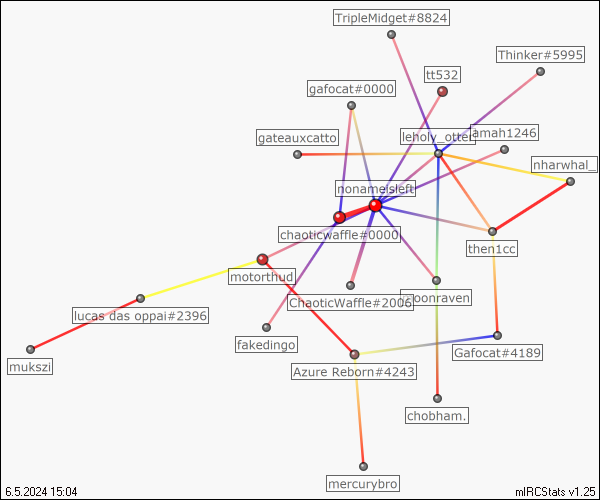 TripleMidget#8824
Thinker#5995
tt532
gafocat#0000
gateauxcatto
amah1246
nharwhal_
nonameisleft
chaoticwaffle#0000
then1cc
motorthud
ChaoticWaffle#2006
lucas das oppai#2396
fakedingo
Gafocat#4189
mukszi
Azure Reborn#4243
chobham.
mercurybro
6.5.2024 15:04
mIRCStats v1.25